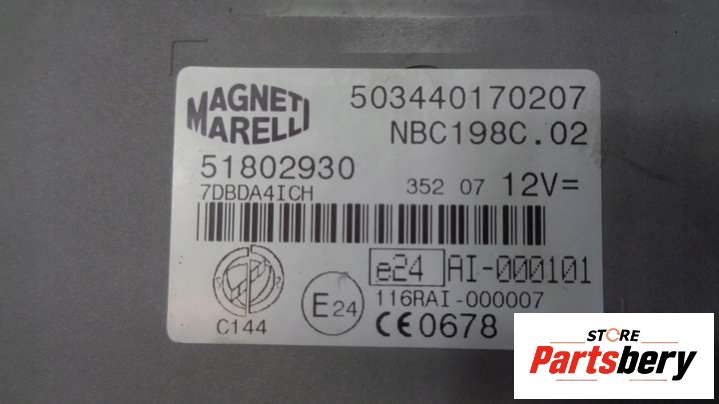 MAGNETI
MARELLI
503440170207
NBC198C.02
51802930
7DBDA4ICH
352 07 12V=
e24 AI-000101
116RAI-000007
E24
C144
CE0678
STORE
Partsbery